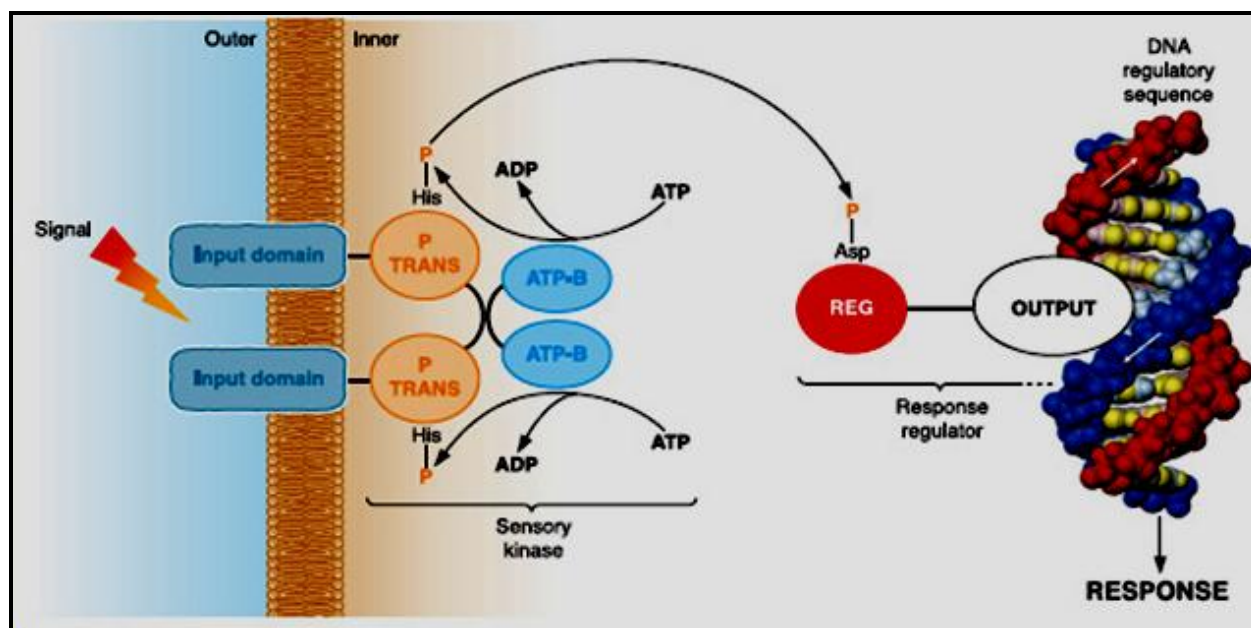 Outer
Inner
DNA
regulatory
sequence
Signal
Input domain
P
His
P
TRANS
ADP
ATP
ATP-B
P
Asp
REG
OUTPUT
Input domain
P
TRANS
ATP-B
His
P
ADP
ATP
Sensory
kinase
Response
regulator
RESPONSE